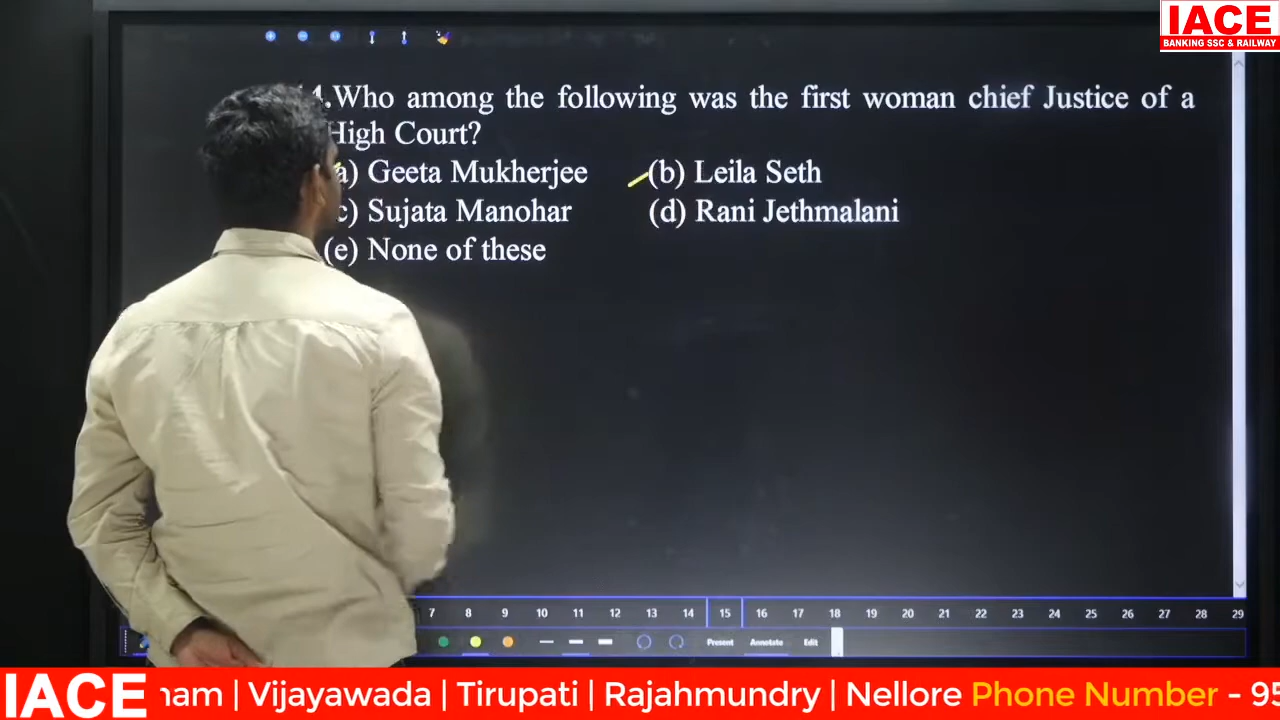 IACE
BANKING SSC & RAILWAY
4.Who among the following was the first woman chief Justice of a
High Court?
a) Geeta Mukherjee (b) Leila Seth
c) Sujata Manohar (d) Rani Jethmalani
(e) None of these
7 8 9 10 11 12 13 14 15 16 17 18 19 20 21 22 23 24 25 26 27 28 29
Present Annotate Edit
IACE nam | Vijayawada | Tirupati | Rajahmundry | Nellore Phone Number - 95